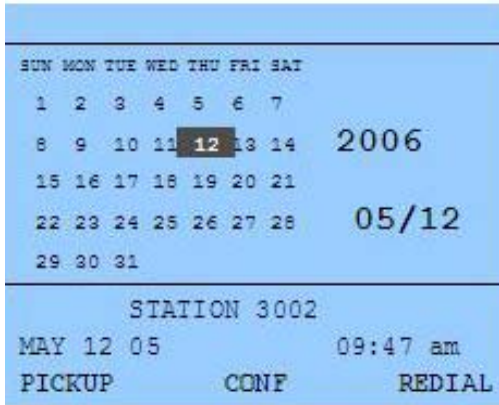 SUN MON TUE WED THU FRI SAT
1 2 3 4 5 6 7
8 9 10 11 12 13 14 2006
15 16 17 18 19 20 21
22 23 24 25 26 27 28 05/12
29 30 31
STATION 3002
MAY 12 05 09:47 am
PICKUP CONF REDIAL